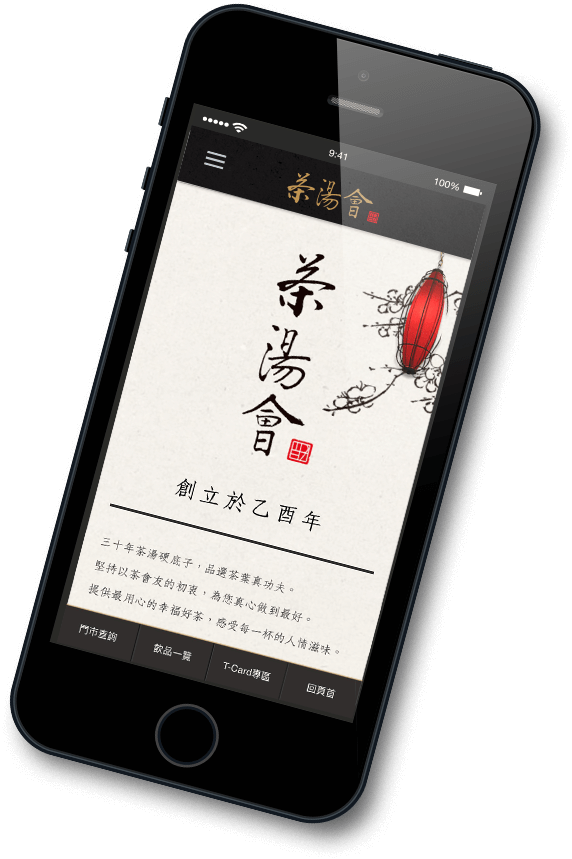 9:41
100%
茶湯會
茶湯會
創立於乙酉年
三十年茶湯硬底子，品選茶葉真功夫。
堅持以茶會友的初衷，為您真心做到最好。
提供最用心的幸福好茶，感受每一杯的人情滋味。
門市查詢
飲品一覽
T-Card專區
回頁首